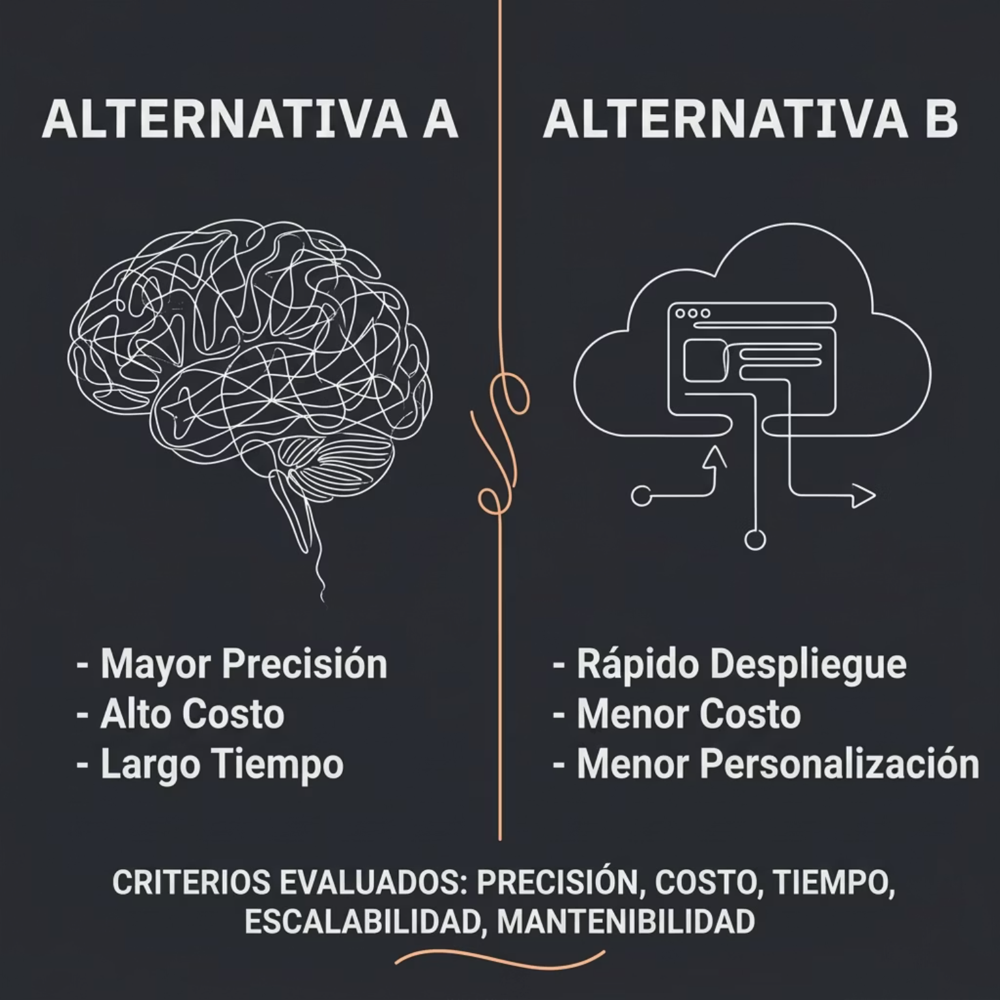 ALTERNATIVA A
- Mayor Precisión
- Alto Costo
- Largo Tiempo
ALTERNATIVA B
- Rápido Despliegue
- Menor Costo
- Menor Personalización
CRITERIOS EVALUADOS: PRECISIÓN, COSTO, TIEMPO,
ESCALABILIDAD, MANTENIBILIDAD